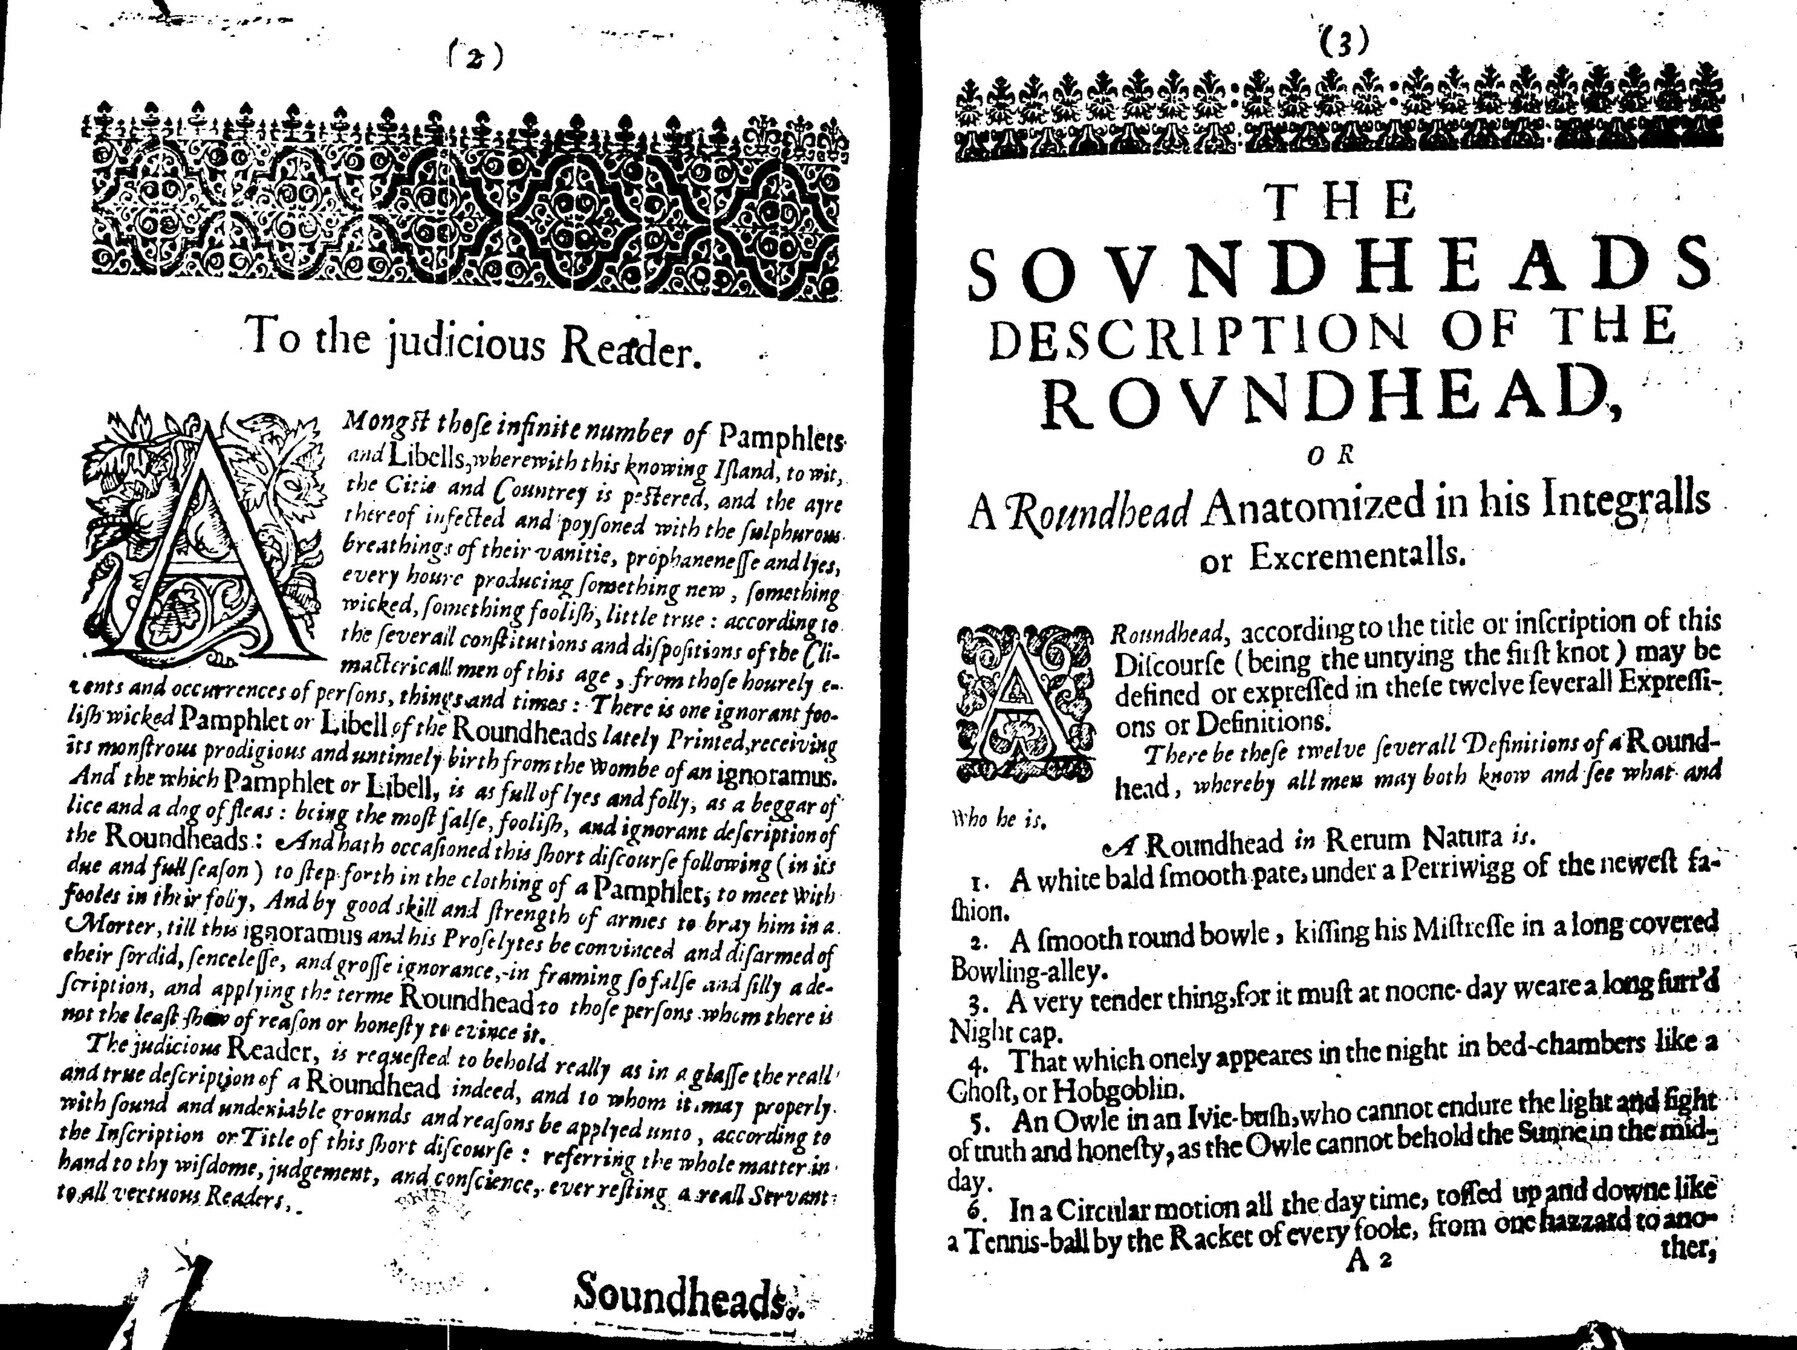 (2)
To the judicious Reader.
AMongst those infinite number of Pamphlets
and Libells, wherewith this knowing Island, to wit,
the Citie and Countrey is pestered, and the ayre
thereof infected and poysoned with the sulphurous
breathings of their vanitie, prophanenesse and lyes,
every houre producing something new, something
wicked, something foolish, little true: according to
the severall constitutions and dispositions of the Cli-
mactericall men of this age, from those hourely e-
vents and occurrences of persons, things and times: There is one ignorant foo-
lish wicked Pamphlet or Libell of the Roundheads lately Printed, receiving
its monstrous prodigious and untimely birth from the Wombe of an ignoramus.
And the which Pamphlet or Libell, is as full of lyes and folly, as a beggar of
lice and a dog of fleas: being the most false, foolish, and ignorant description of
the Roundheads: And hath occasioned this short discourse following (in its
due and full season) to step forth in the clothing of a Pamphlet, to meet with
fooles in their folly, And by good skill and strength of armes to bray him in a
Morter, till this ignoramus and his Proselytes be convinced and disarmed of
their sordid, sencelesse, and grosse ignorance, in framing so false and silly a de-
scription, and applying the terme Roundhead to those persons whom there is
not the least show of reason or honesty to evince it.
The judicious Reader, is requested to behold really as in a glasse the reall
and true description of a Roundhead indeed, and to whom it may properly
with sound and undeniable grounds and reasons be applyed unto, according to
the Inscription or Title of this short discourse: referring the whole matter in
hand to thy wisdome, judgement, and conscience, ever resting a reall Servant
to all vertuous Readers,
Soundheads.
(3)
THE
SOVNDHEADS
DESCRIPTION OF THE
ROVNDHEAD,
OR
A Roundhead Anatomized in his Integralls
or Excrementalls.
A Roundhead, according to the title or inscription of this
Discourse (being the untying the first knot) may be
defined or expressed in these twelve severall Expressi-
ons or Definitions.
There be these twelve severall Definitions of a Round-
head, whereby all men may both know and see what and
who he is.
A Roundhead in Rerum Natura is.
1. A white bald smooth pate, under a Perriwigg of the newest fa-
shion.
2. A smooth round bowle, kissing his Mistresse in a long covered
Bowling-alley.
3. A very tender thing, for it must at noone-day weare a long furr'd
Night cap.
4. That which onely appeares in the night in bed-chambers like a
Ghost, or Hobgoblin.
5. An Owle in an Ivie-bush, who cannot endure the light and sight
of truth and honesty, as the Owle cannot behold the Sunne in the mid-
day.
6. In a Circular motion all the day time, tossed up and downe like
a Tennis-ball by the Racket of every foole, from one hazzard to ano-
A 2
ther,